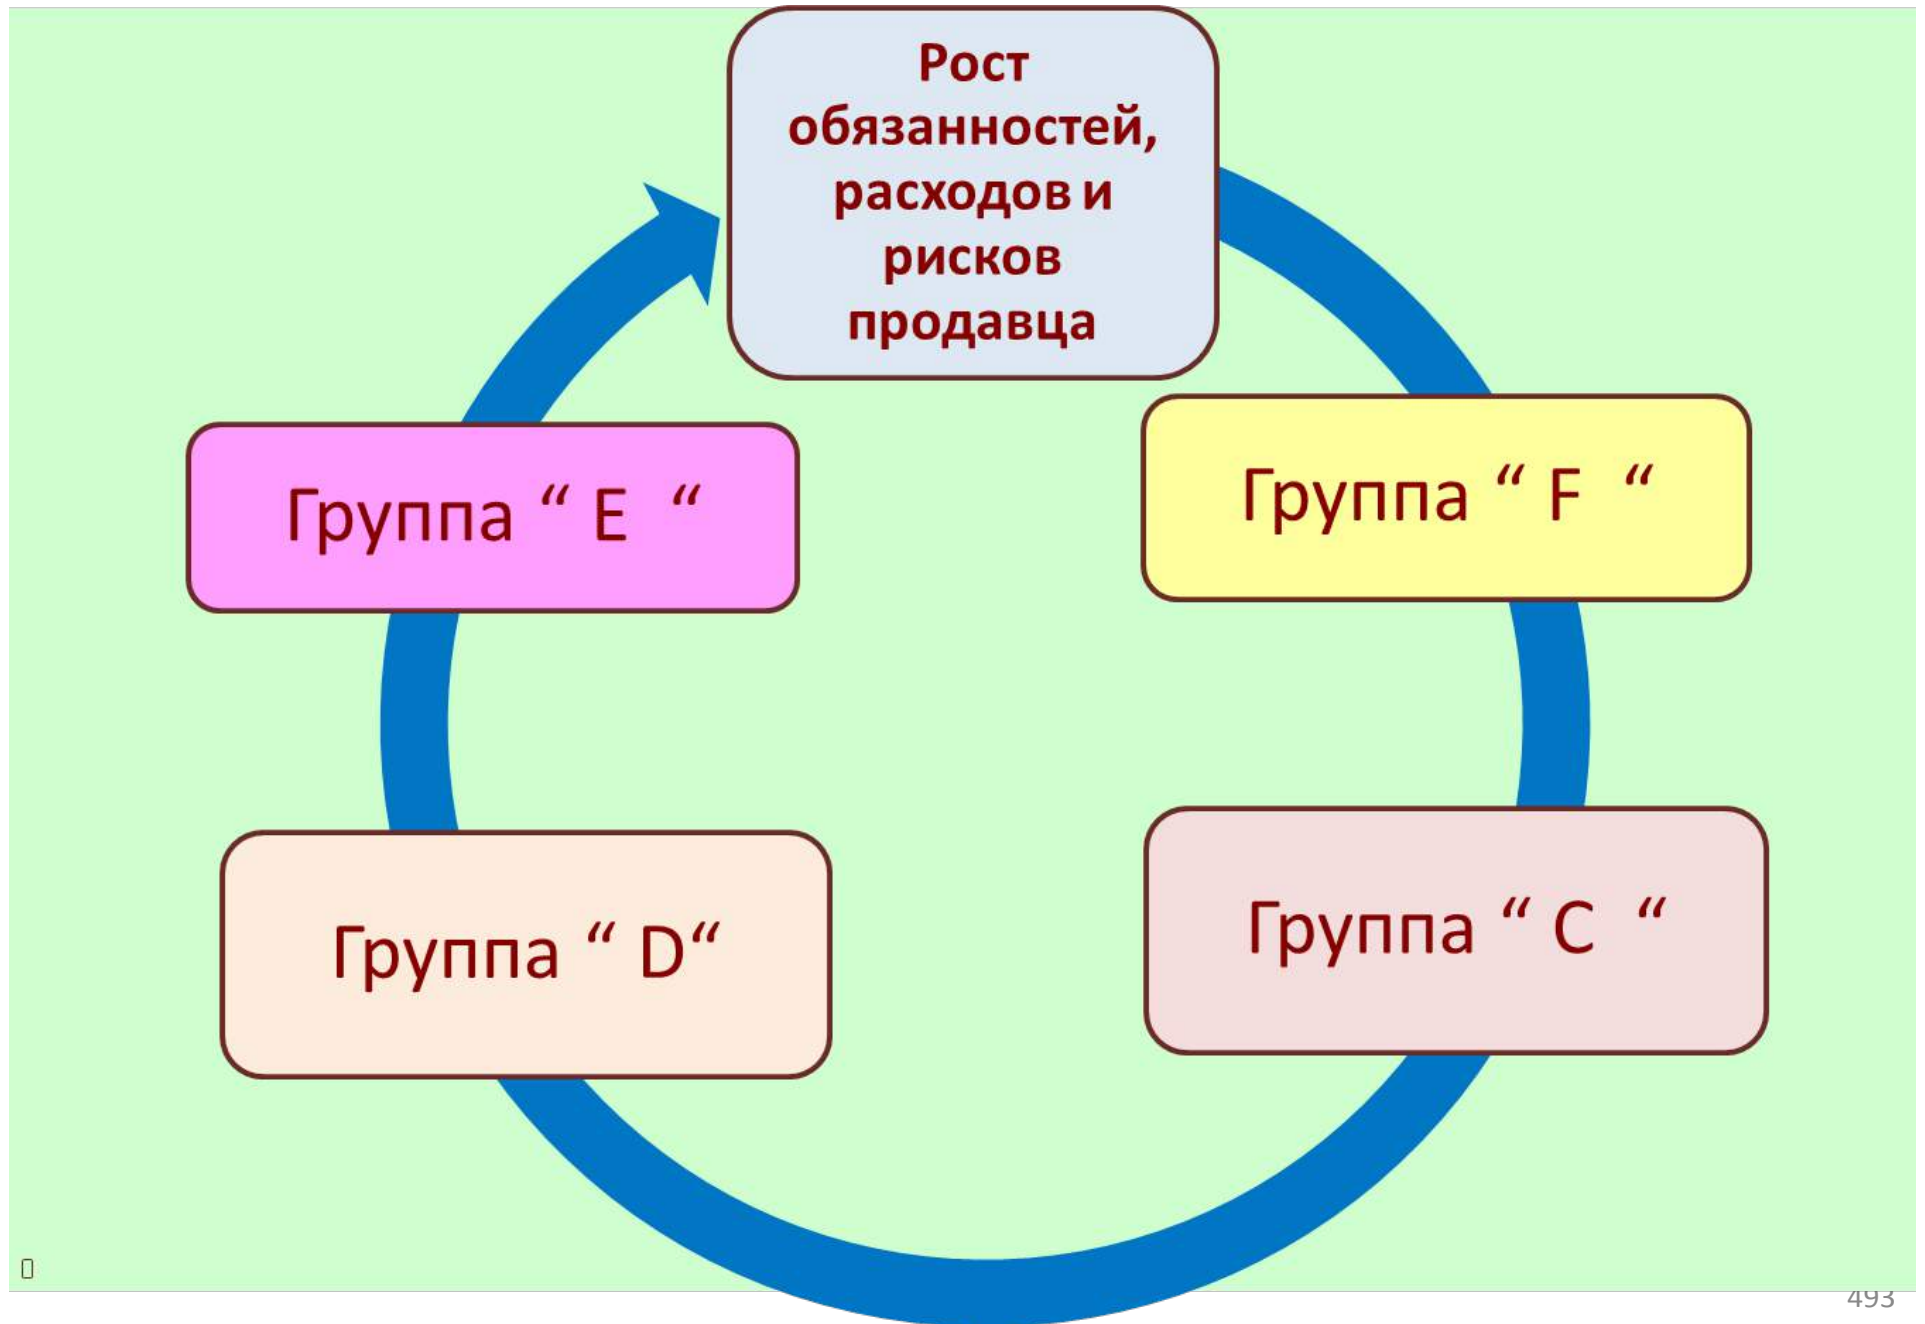 Рост
обязанностей,
расходов и
рисков
продавца
Группа “ E “
Группа “ F “
Группа “ D“
Группа “ C “
493